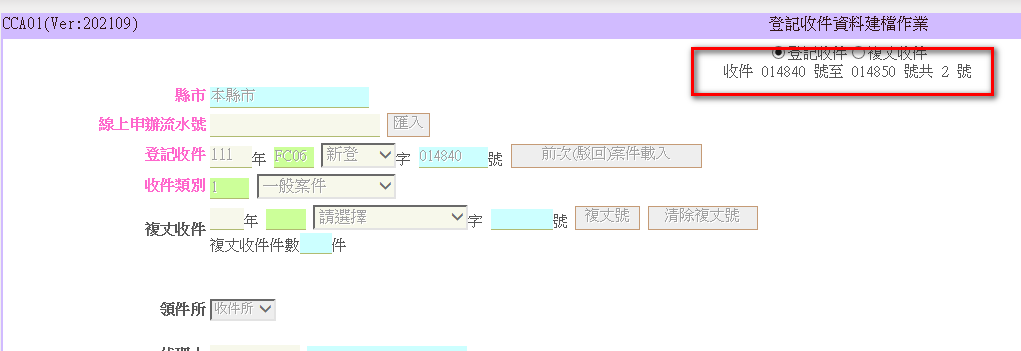 CCA01(Ver:202109) 登記收件資料建檔作業
登記收件 複丈收件
收件 014840 號至 014850 號共 2 號
縣市 本縣市
線上申辦流水號 匯入
登記收件 111 年 FC06 新登 字 014840 號 前次(駁回)案件載入
收件類別 1 一般案件
複丈收件 年 請選擇 字 號 複丈號 清除複丈號
複丈收件件數 件
領件所 收件所